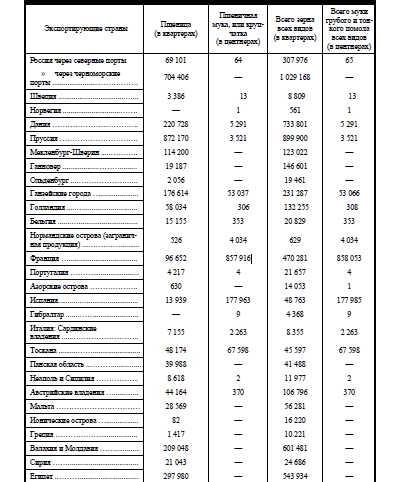 Экспортирующие страны | Пшеница (в квартерах) | Пшеничная мука, или крупчатка (в центнерах) | Всего зерна всех видов (в квартерах) | Всего муки грубого и тонкого помола всех видов (в центнерах)
Россия через северные порты | 69 101 | 64 | 307 976 | 65
» через черноморские
порты | 704 406 | — | 1 029 168 | —
Швеция | 3 386 | 13 | 8 809 | 13
Норвегия | — | 1 | 561 | 1
Дания | 220 728 | 5 291 | 733 801 | 5 291
Пруссия | 872 170 | 3 521 | 899 900 | 3 521
Мекленбург-Шверин | 114 200 | — | 123 022 | —
Ганновер | 19 187 | — | 146 601 | —
Ольденбург | 2 056 | — | 19 461 | —
Ганзейские города | 176 614 | 53 037 | 231 287 | 53 066
Голландия | 58 034 | 306 | 132 255 | 308
Бельгия | 15 155 | 353 | 20 829 | 353
Нормандские острова (загранич-
ная продукция) | 526 | 4 034 | 629 | 4 034
Франция | 96 652 | 857 916 | 470 281 | 858 053
Португалия | 4 217 | 4 | 21 657 | 4
Азорские острова | 630 | — | 14 053 | 1
Испания | 13 939 | 177 963 | 48 763 | 177 985
Гибралтар | — | 9 | 4 368 | 9
Италия: Сардинские
владения | 7 155 | 2 263 | 8 355 | 2 263
Тоскана | 48 174 | 67 598 | 45 597 | 67 598
Папская область | 39 988 | — | 41 488 | —
Неаполь и Сицилия | 8 618 | 2 | 11 977 | 2
Австрийские владения | 44 164 | 370 | 106 796 | 370
Мальта | 28 569 | — | 56 281 | —
Ионические острова | 82 | — | 16 220 | —
Греция | 1 417 | — | 10 221 | —
Валахия и Молдавия | 209 048 | — | 601 481 | —
Сирия | 21 043 | — | 24 686 | —
Египет | 297 980 | — | 543 934 | —